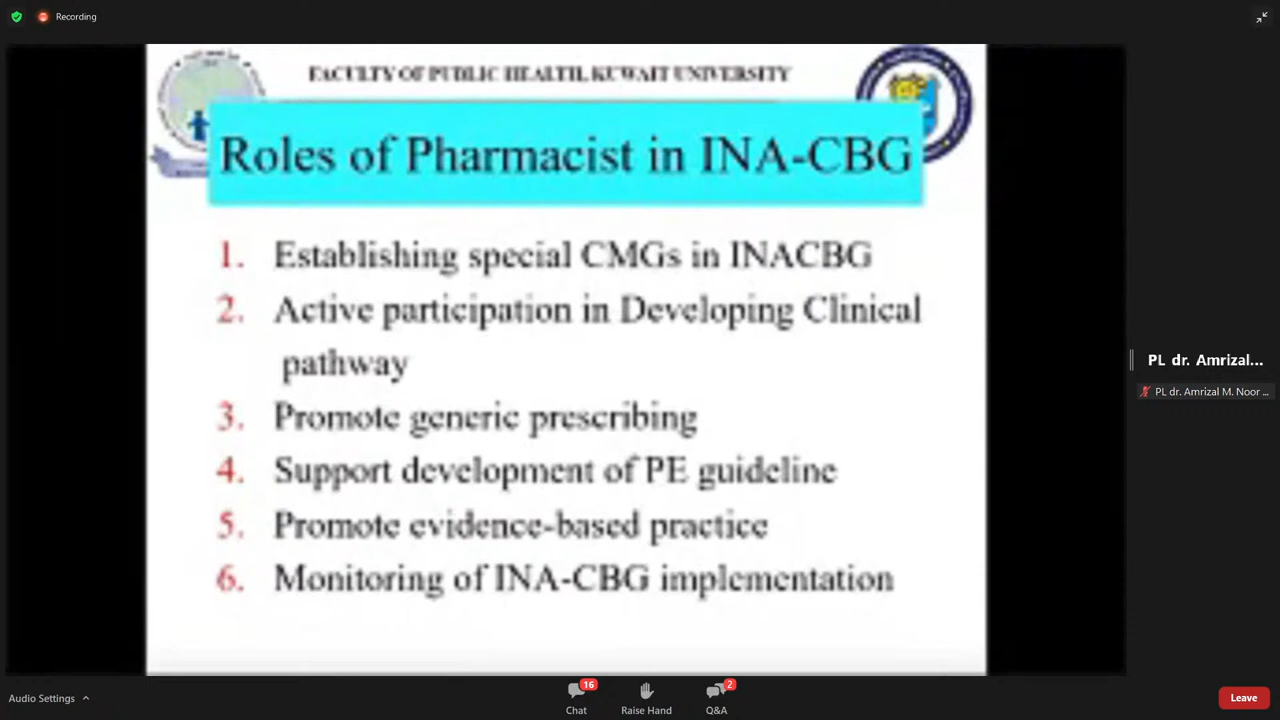 Recording
FACULTY OF PUBLIC HEALTH, KUWAIT UNIVERSITY
Roles of Pharmacist in INA-CBG
1. Establishing special CMGs in INACBG
2. Active participation in Developing Clinical
pathway
3. Promote generic prescribing
4. Support development of PE guideline
5. Promote evidence-based practice
6. Monitoring of INA-CBG implementation
PL dr. Amrizal...
PL dr. Amrizal M. Noor ...
Audio Settings
16
Chat
Raise Hand
2
Q&A
Leave